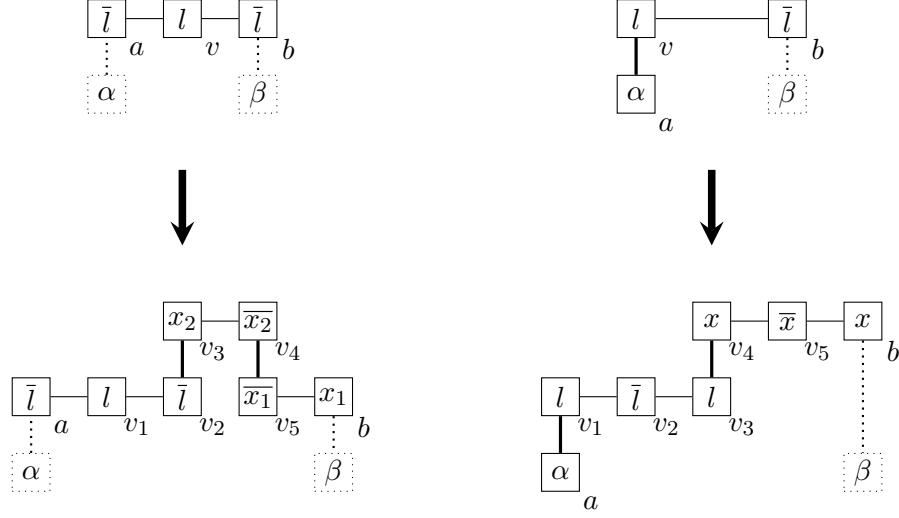 l̅ l l̅ l l̅
a v b v b
α β α β
a
x₂ x̅₂ x x̅ x
v₃ v₄ v₄ v₅ b
l̅ l l̅ x̅₁ x₁ l l̅ l
a v₁ v₂ v₅ b v₁ v₂ v₃
α β α β
a